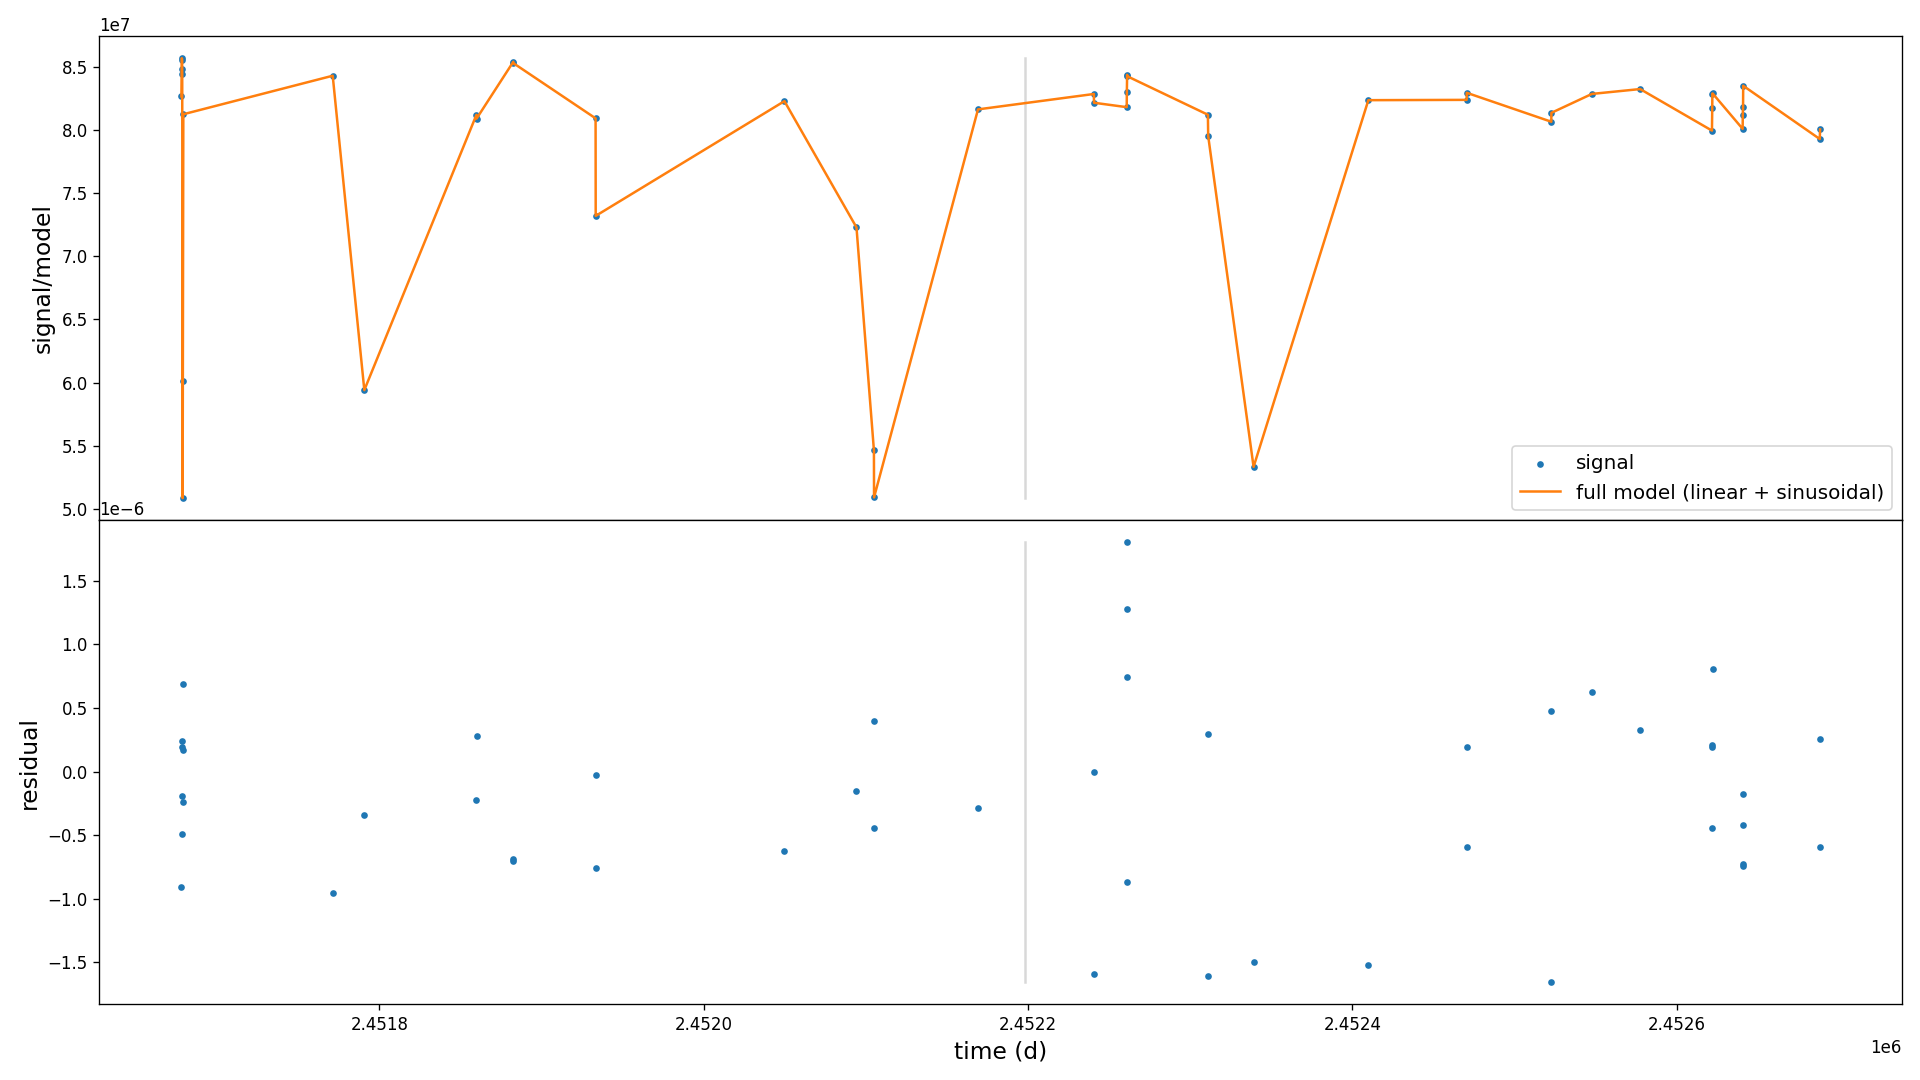 1e7
8.5
8.0
7.5
7.0
6.5
6.0
5.5
5.0
signal/model
signal
full model (linear + sinusoidal)
1e−6
1.5
1.0
0.5
0.0
−0.5
−1.0
−1.5
residual
2.4518 2.4520 2.4522 2.4524 2.4526
1e6
time (d)